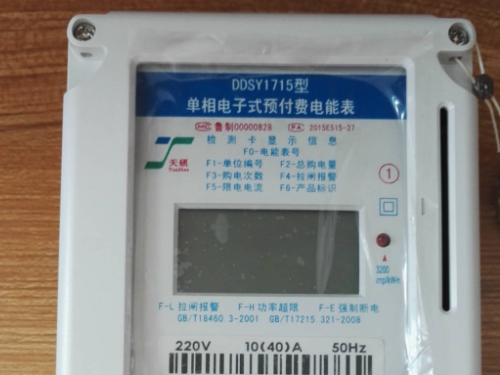 DDSY1715型
单相电子式预付费电能表
MC 鲁制00000828 PA 2015E515-37
检测卡显示信息
F0-电能表号
F1-单位编号 F2-总购电量
F3-购电次数 F4-拉闸报警
F5-限电电流 F6-产品标识
天硕
①
3200
imp/kWh
F-L 拉闸报警 F-H 功率超限 F-E 强制断电
GB/T18460.3-2001 GB/T17215.321-2008
220V 10(40)A 50Hz